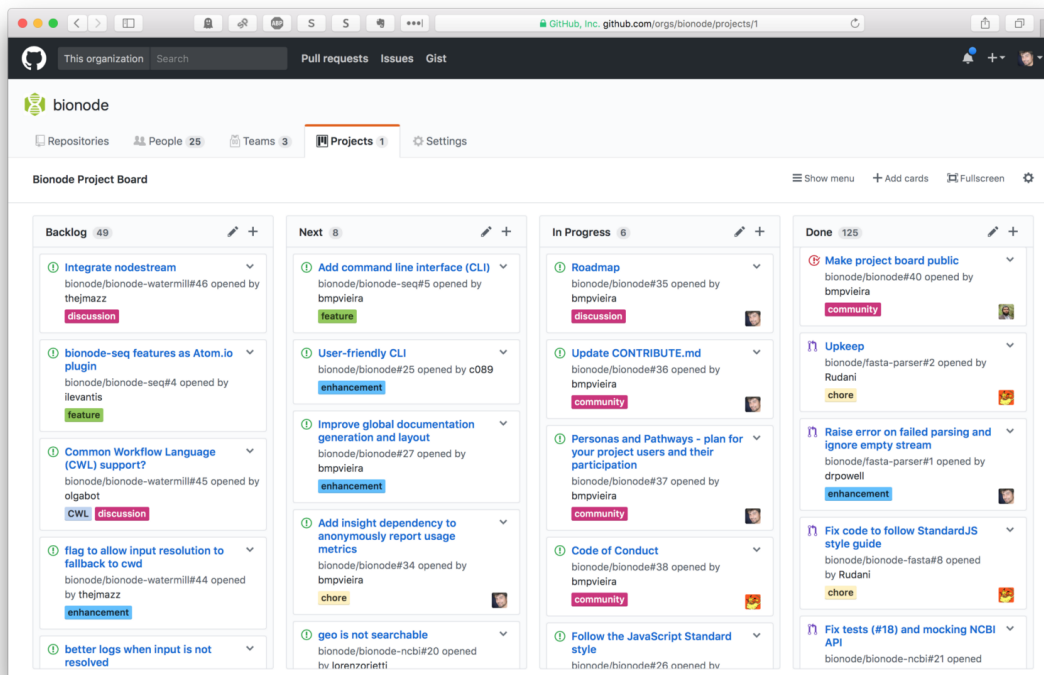 GitHub, Inc. github.com/orgs/bionode/projects/1
ABP
S
S
This organization
Search
Pull requests
Issues
Gist
bionode
Repositories
People 25
Teams 3
Projects 1
Settings
Bionode Project Board
Show menu
Add cards
Fullscreen
Backlog 49
Integrate nodestream
bionode/bionode-watermill#46 opened by
thejmazz
discussion
bionode-seq features as Atom.io
plugin
bionode/bionode-seq#4 opened by
ilevantis
feature
Common Workflow Language
(CWL) support?
bionode/bionode-watermill#45 opened by
olgabot
CWL discussion
flag to allow input resolution to
fallback to cwd
bionode/bionode-watermill#44 opened
by thejmazz
enhancement
better logs when input is not
resolved
Next 8
Add command line interface (CLI)
bionode/bionode-seq#5 opened by
bmpvieira
feature
User-friendly CLI
bionode/bionode#25 opened by c089
enhancement
Improve global documentation
generation and layout
bionode/bionode#27 opened by
bmpvieira
enhancement
Add insight dependency to
anonymously report usage
metrics
bionode/bionode#34 opened by
bmpvieira
chore
geo is not searchable
bionode/bionode-ncbi#20 opened
by lorenzorietti
In Progress 6
Roadmap
bionode/bionode#35 opened by
bmpvieira
discussion
Update CONTRIBUTE.md
bionode/bionode#36 opened by
bmpvieira
community
Personas and Pathways - plan for
your project users and their
participation
bionode/bionode#37 opened by
bmpvieira
community
Code of Conduct
bionode/bionode#38 opened by
bmpvieira
community
Follow the JavaScript Standard
style
bionode/bionode#26 opened by
Done 125
Make project board public
bionode/bionode#40 opened by
bmpvieira
community
Upkeep
bionode/fasta-parser#2 opened by
Rudani
chore
Raise error on failed parsing and
ignore empty stream
bionode/fasta-parser#1 opened by
drpowell
enhancement
Fix code to follow StandardJS
style guide
bionode/bionode-fasta#8 opened
by Rudani
chore
Fix tests (#18) and mocking NCBI
API
bionode/bionode-ncbi#21 opened